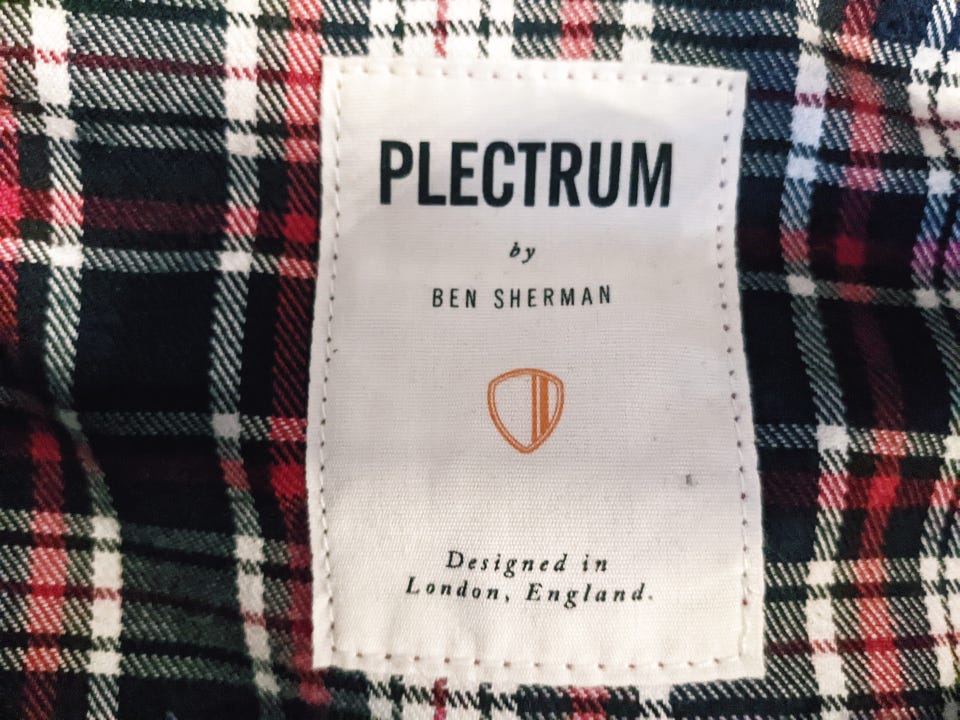 PLECTRUM
by
BEN SHERMAN
Designed in
London, England.